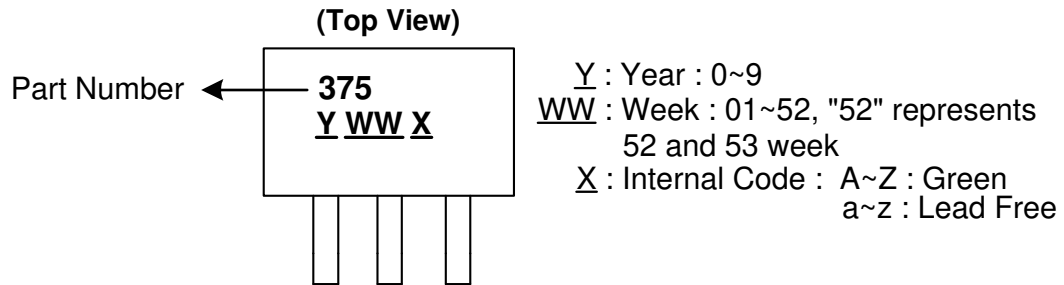 (Top View)
Part Number
375
Y WW X
Y : Year : 0~9
WW : Week : 01~52, "52" represents
52 and 53 week
X : Internal Code : A~Z : Green
a~z : Lead Free